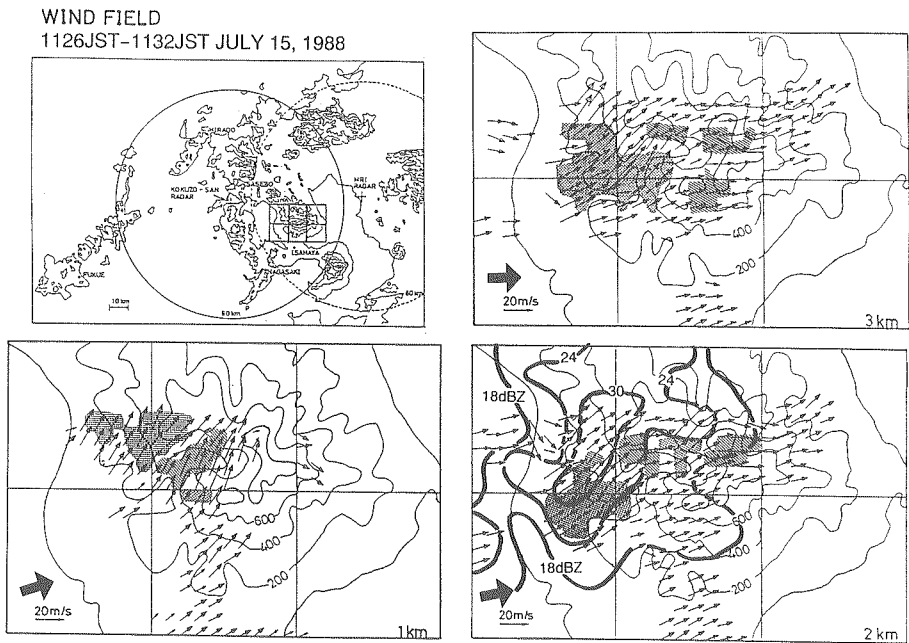 WIND FIELD
1126JST-1132JST JULY 15, 1988
HIRADO
KOKUZO-SAN
RADAR
SASEBO
MRI
RADAR
ISAHAYA
NAGASAKI
FUKUE
10 km
60 km
60 km
400
200
20m/s
3 km
600
400
200
20m/s
1 km
24
24
30
18dBZ
600
400
200
18dBZ
20m/s
2 km